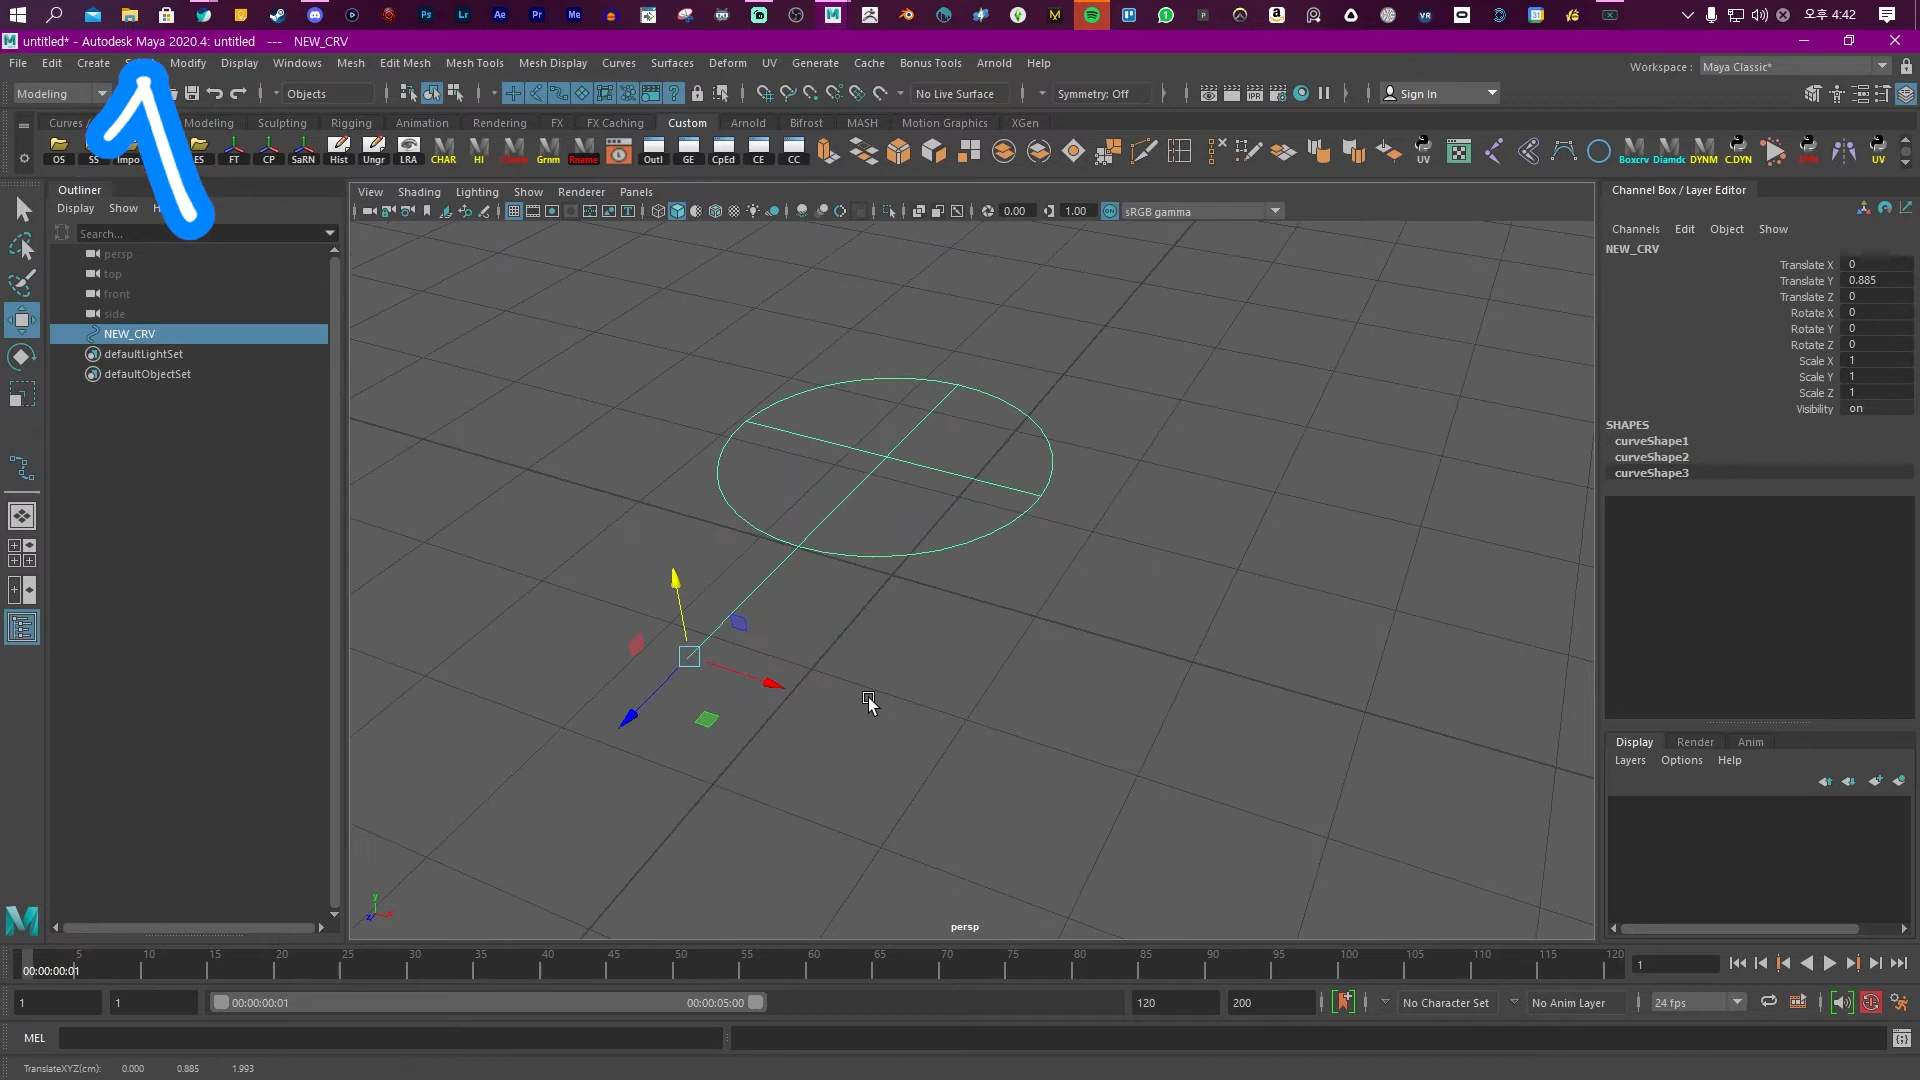 오후 4:42
untitled* - Autodesk Maya 2020.4: untitled   ---   NEW_CRV
File Edit Create Modify Display Windows Mesh Edit Mesh Mesh Tools Mesh Display Curves Surfaces Deform UV Generate Cache Bonus Tools Arnold Help
Workspace : Maya Classic*
Modeling Objects No Live Surface Symmetry: Off Sign In
Curves / Modeling Sculpting Rigging Animation Rendering FX FX Caching Custom Arnold Bifrost MASH Motion Graphics XGen
OS SS Impo ES FT CP SaRN Hist Ungr LRA CHAR HI Grnm Rname Outl GE CpEd CE CC UV Boxcrv Diamdc DYNM C.DYN UV
Outliner
Display Show H
Search...
persp
top
front
side
NEW_CRV
defaultLightSet
defaultObjectSet
View Shading Lighting Show Renderer Panels
0.00 1.00 sRGB gamma
persp
Channel Box / Layer Editor
Channels Edit Object Show
NEW_CRV
Translate X 0
Translate Y 0.885
Translate Z 0
Rotate X 0
Rotate Y 0
Rotate Z 0
Scale X 1
Scale Y 1
Scale Z 1
Visibility on
SHAPES
curveShape1
curveShape2
curveShape3
Display Render Anim
Layers Options Help
5 10 15 20 25 30 35 40 45 50 55 60 65 70 75 80 85 90 95 100 105 110 115 120
00:00:00:01
1
1 1 00:00:00:01 00:00:05:00 120 200 No Character Set No Anim Layer 24 fps
MEL
TranslateXYZ(cm): 0.000 0.885 1.993